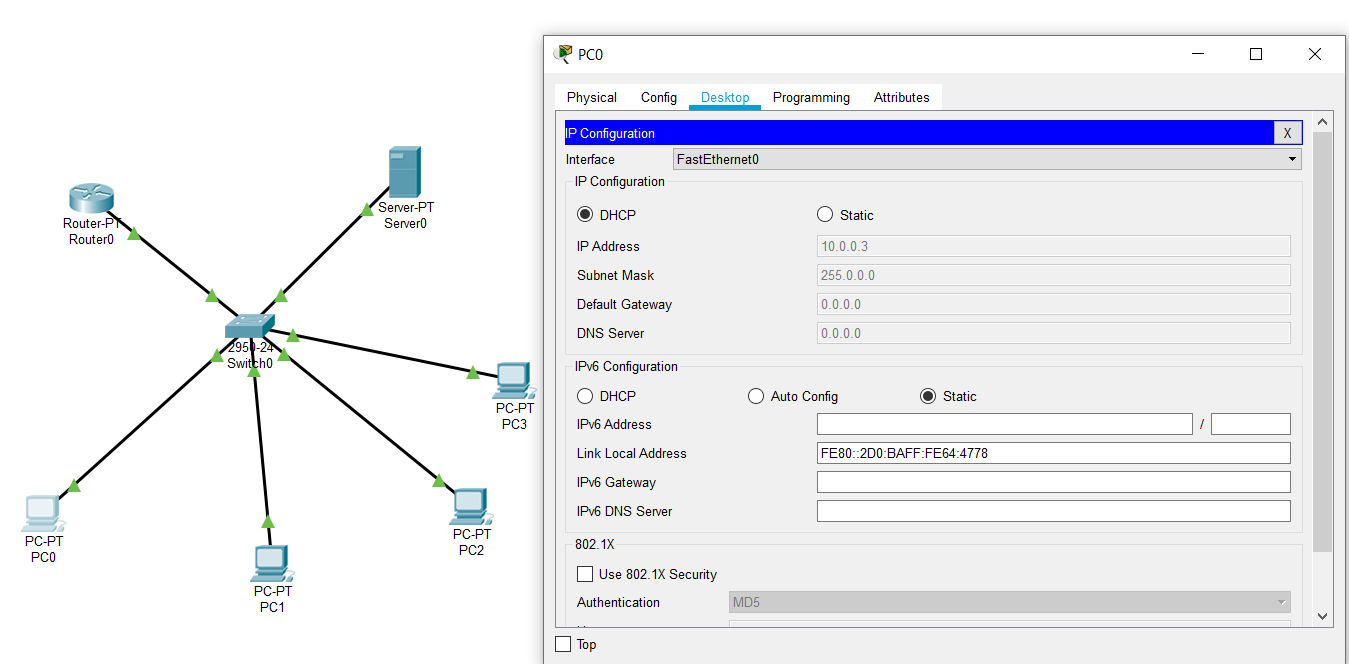 PC0
Physical Config Desktop Programming Attributes
IP Configuration X
Interface FastEthernet0
IP Configuration
DHCP Static
IP Address 10.0.0.3
Subnet Mask 255.0.0.0
Default Gateway 0.0.0.0
DNS Server 0.0.0.0
IPv6 Configuration
DHCP Auto Config Static
IPv6 Address /
Link Local Address FE80::2D0:BAFF:FE64:4778
IPv6 Gateway
IPv6 DNS Server
802.1X
Use 802.1X Security
Authentication MD5
Top
Router-PT
Router0
Server-PT
Server0
2950-24
Switch0
PC-PT
PC3
PC-PT
PC2
PC-PT
PC0
PC-PT
PC1